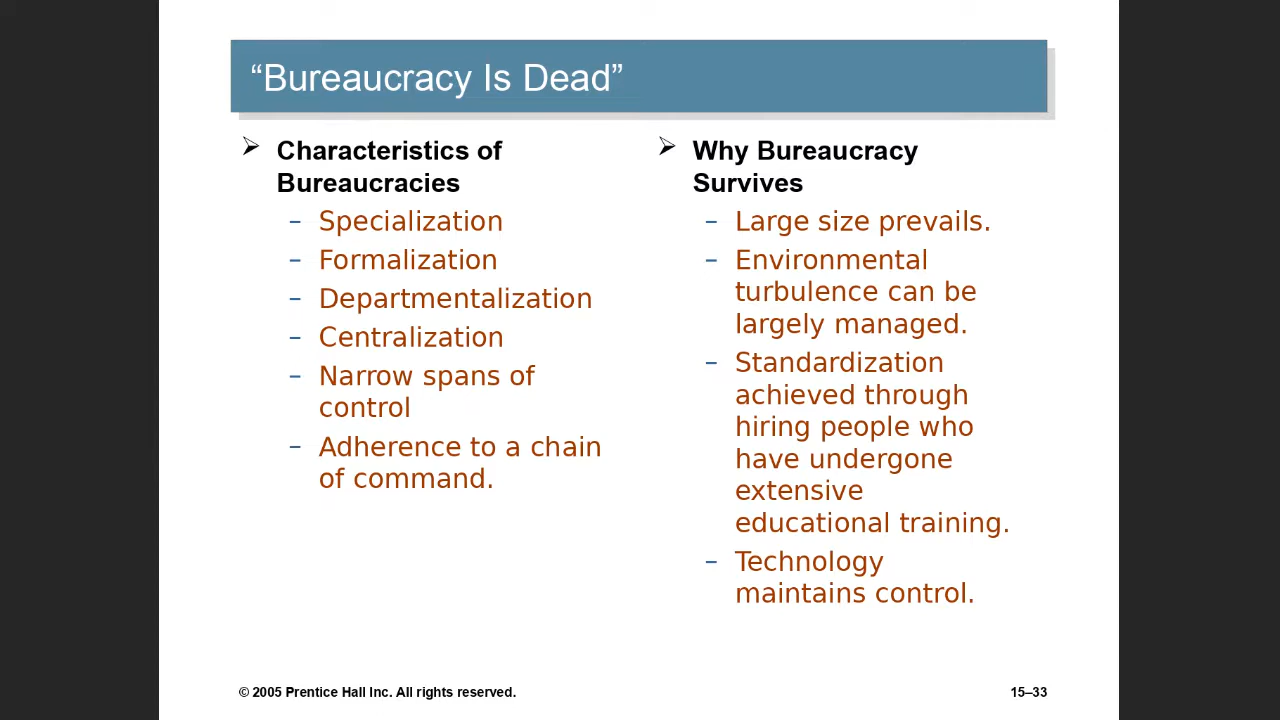 “Bureaucracy Is Dead”
➢ Characteristics of
Bureaucracies
– Specialization
– Formalization
– Departmentalization
– Centralization
– Narrow spans of
control
– Adherence to a chain
of command.
➢ Why Bureaucracy
Survives
– Large size prevails.
– Environmental
turbulence can be
largely managed.
– Standardization
achieved through
hiring people who
have undergone
extensive
educational training.
– Technology
maintains control.
© 2005 Prentice Hall Inc. All rights reserved.
15–33